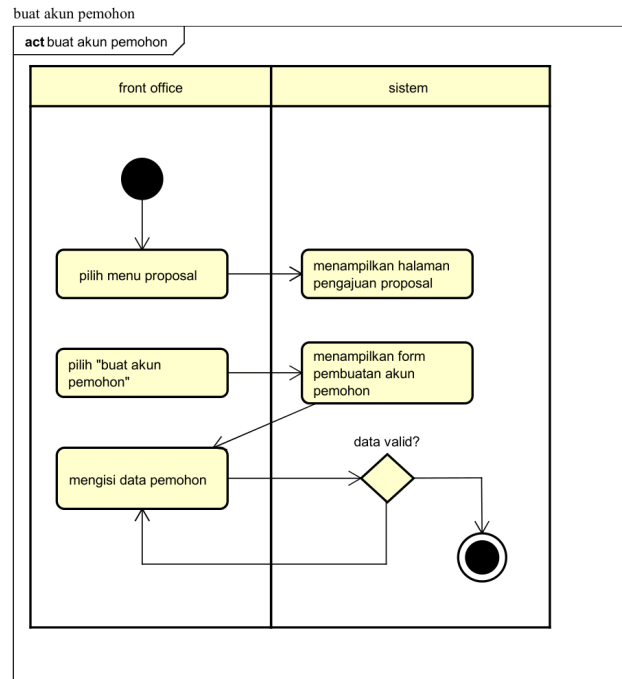 buat akun pemohon
act buat akun pemohon
front office
sistem
pilih menu proposal
menampilkan halaman
pengajuan proposal
pilih "buat akun
pemohon"
menampilkan form
pembuatan akun
pemohon
data valid?
mengisi data pemohon